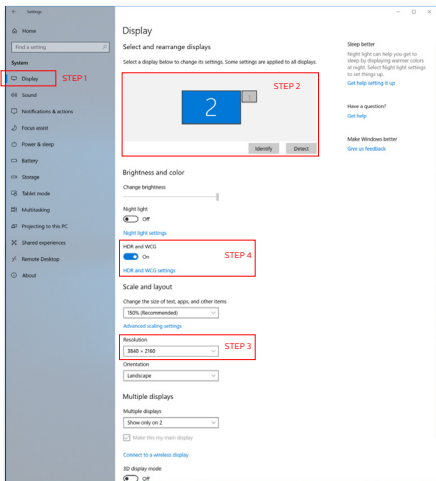 Settings
Home
Find a setting
System
Display
STEP 1
Sound
Notifications & actions
Focus assist
Power & sleep
Battery
Storage
Tablet mode
Multitasking
Projecting to this PC
Shared experiences
Remote Desktop
About
Display
Select and rearrange displays
Select a display below to change its settings. Some settings are applied to all displays.
STEP 2
2
1
Identify
Detect
Brightness and color
Change brightness
Night light
Off
Night light settings
HDR and WCG
On
STEP 4
HDR and WCG settings
Scale and layout
Change the size of text, apps, and other items
150% (Recommended)
Advanced scaling settings
Resolution
3840 × 2160
STEP 3
Orientation
Landscape
Multiple displays
Multiple displays
Show only on 2
Make this my main display
Connect to a wireless display
3D display mode
Off
Sleep better
Night light can help you get to
sleep by displaying warmer colors
at night. Select Night light settings
to set things up.
Get help setting it up
Have a question?
Get help
Make Windows better
Give us feedback